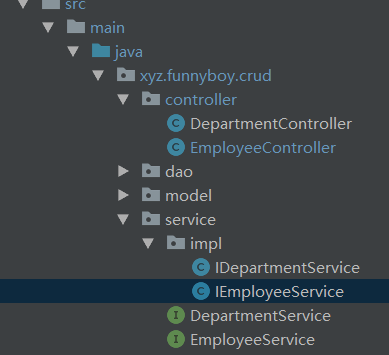 src
main
java
xyz.funnyboy.crud
controller
DepartmentController
EmployeeController
dao
model
service
impl
IDepartmentService
IEmployeeService
DepartmentService
EmployeeService